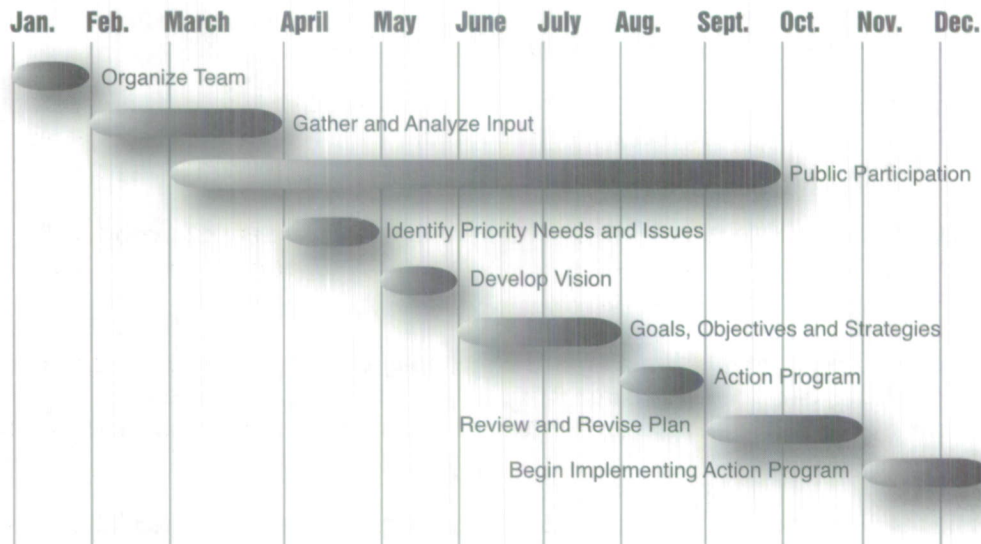 Jan. Feb. March April May June July Aug. Sept. Oct. Nov. Dec.
Organize Team
Gather and Analyze Input
Public Participation
Identify Priority Needs and Issues
Develop Vision
Goals, Objectives and Strategies
Action Program
Review and Revise Plan
Begin Implementing Action Program